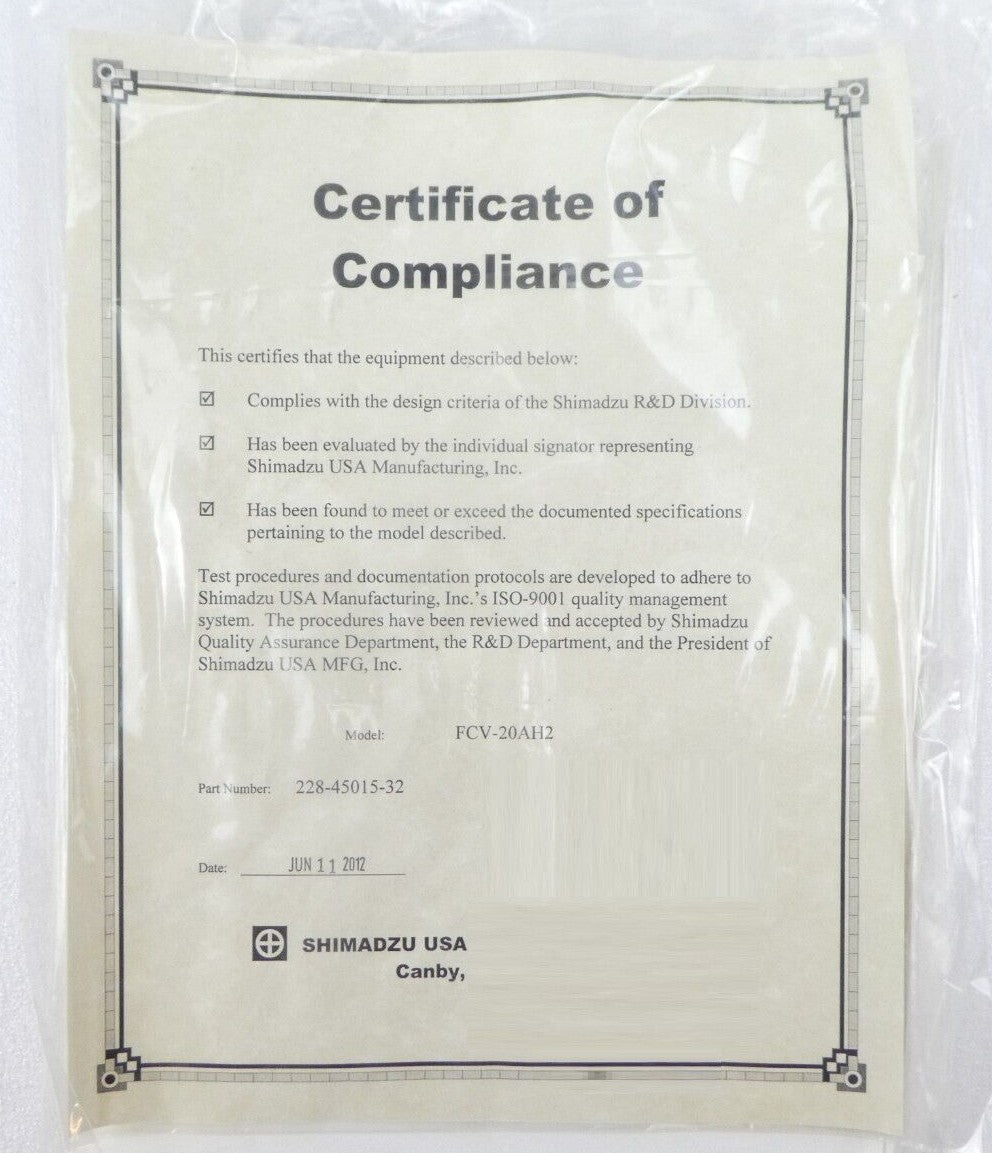 Certificate of
Compliance
This certifies that the equipment described below:
☑ Complies with the design criteria of the Shimadzu R&D Division.
☑ Has been evaluated by the individual signator representing
Shimadzu USA Manufacturing, Inc.
☑ Has been found to meet or exceed the documented specifications
pertaining to the model described.
Test procedures and documentation protocols are developed to adhere to
Shimadzu USA Manufacturing, Inc.'s ISO-9001 quality management
system. The procedures have been reviewed and accepted by Shimadzu
Quality Assurance Department, the R&D Department, and the President of
Shimadzu USA MFG, Inc.
Model: FCV-20AH2
Part Number: 228-45015-32
Date: JUN 11 2012
SHIMADZU USA
Canby,